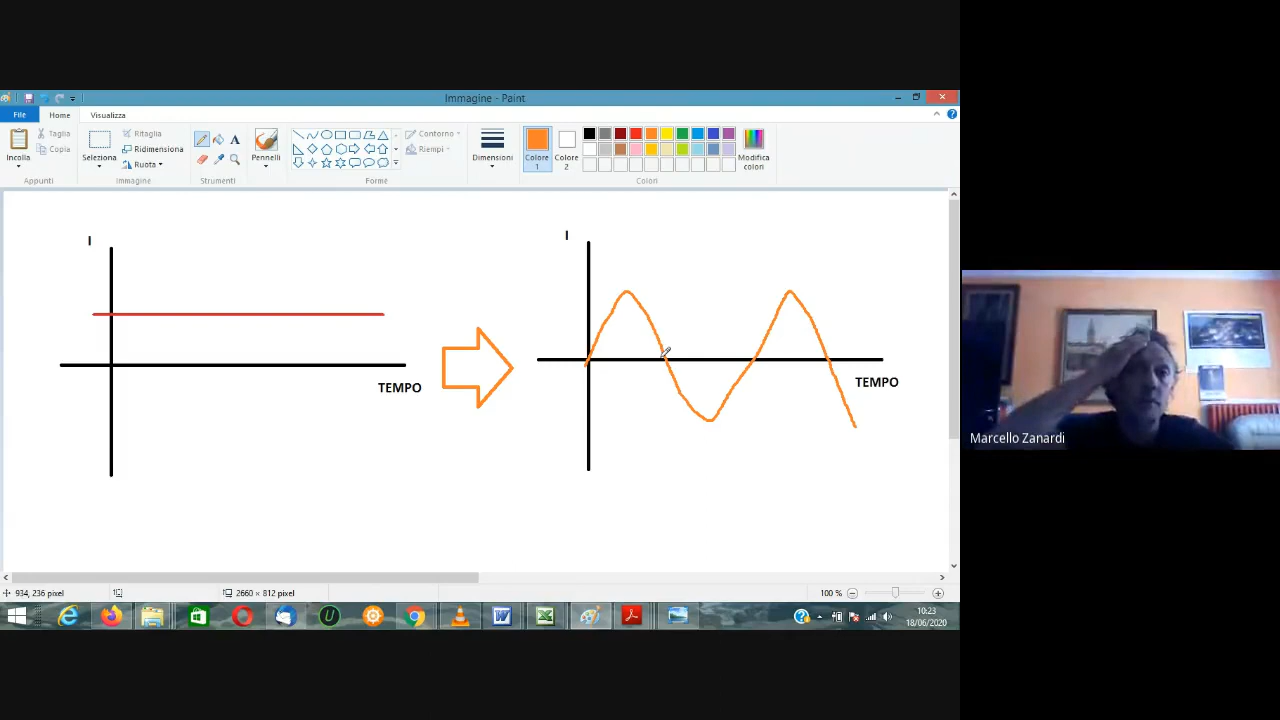 Immagine - Paint
File
Home
Visualizza
Incolla
Taglia
Copia
Appunti
Seleziona
Ritaglia
Ridimensiona
Ruota
Immagine
Strumenti
Pennelli
Contorno
Riempi
Forme
Dimensioni
Colore
1
Colore
2
Modifica
colori
Colori
I
TEMPO
I
TEMPO
Marcello Zanardi
934, 236 pixel
2660 × 812 pixel
100 %
10:23
18/06/2020